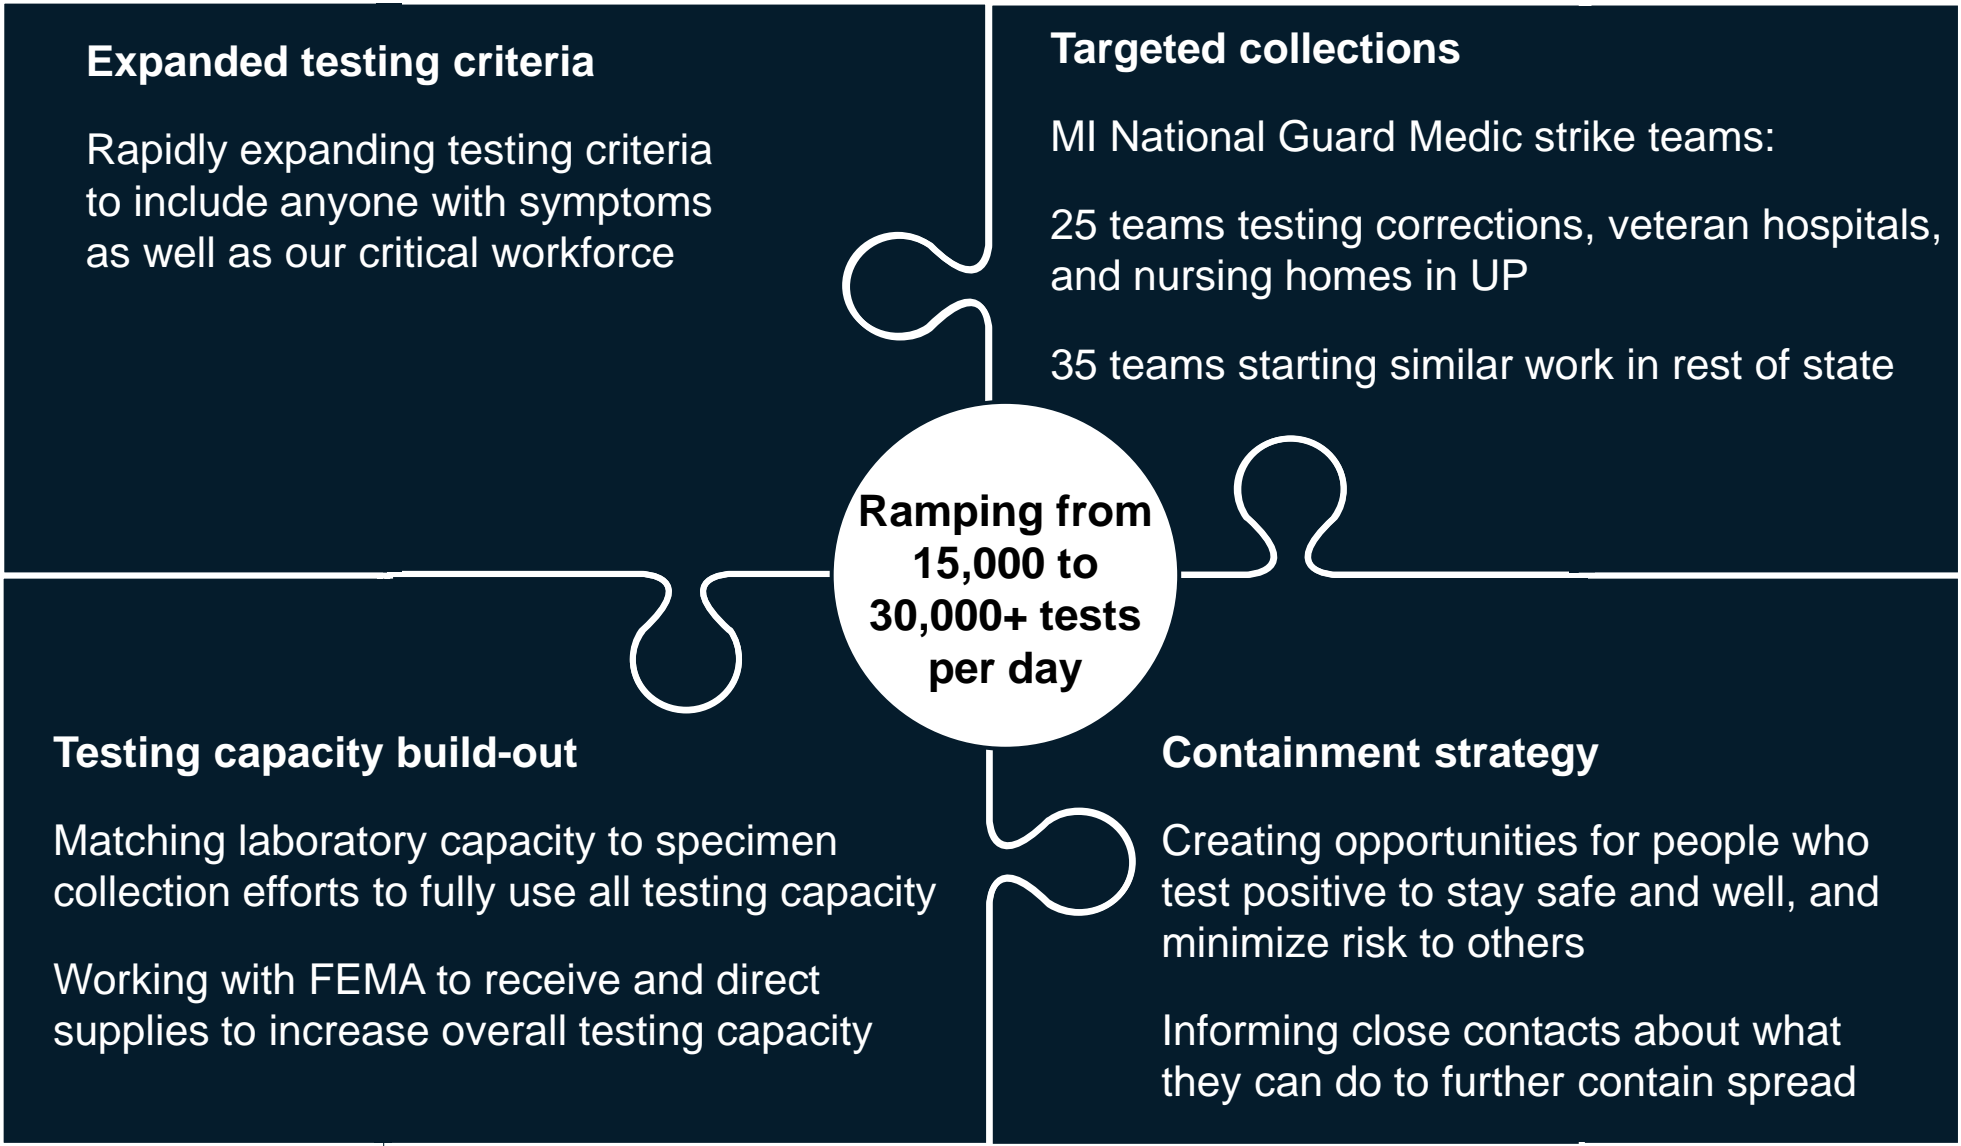 Expanded testing criteria
Rapidly expanding testing criteria
to include anyone with symptoms
as well as our critical workforce
Targeted collections
MI National Guard Medic strike teams:
25 teams testing corrections, veteran hospitals,
and nursing homes in UP
35 teams starting similar work in rest of state
Ramping from
15,000 to
30,000+ tests
per day
Testing capacity build-out
Matching laboratory capacity to specimen
collection efforts to fully use all testing capacity
Working with FEMA to receive and direct
supplies to increase overall testing capacity
Containment strategy
Creating opportunities for people who
test positive to stay safe and well, and
minimize risk to others
Informing close contacts about what
they can do to further contain spread